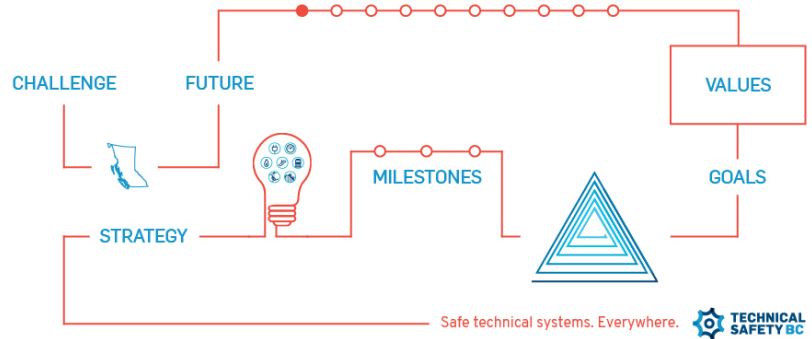 CHALLENGE
FUTURE
VALUES
GOALS
MILESTONES
STRATEGY
Safe technical systems. Everywhere.
TECHNICAL
SAFETY BC